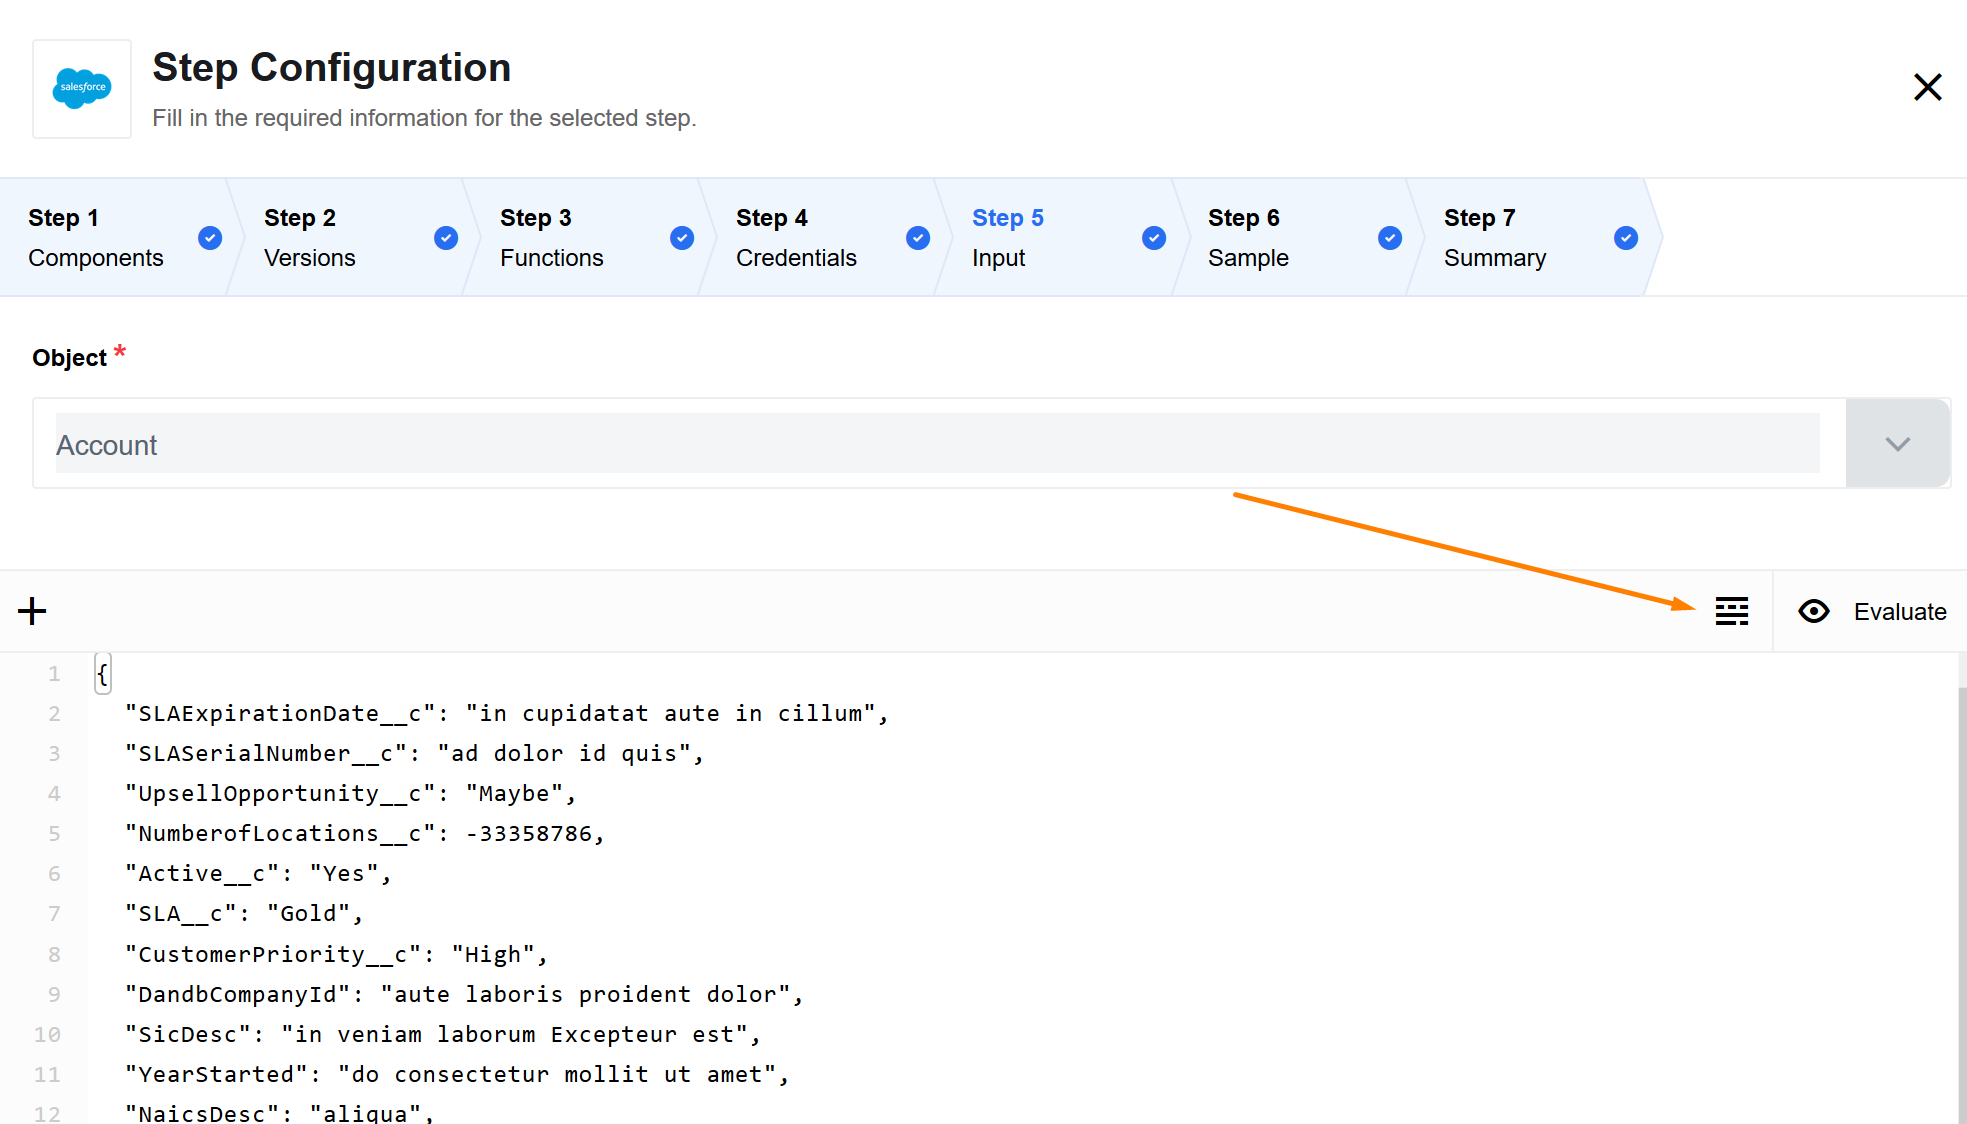 salesforce
Step Configuration
Fill in the required information for the selected step.
Step 1
Components
Step 2
Versions
Step 3
Functions
Step 4
Credentials
Step 5
Input
Step 6
Sample
Step 7
Summary
Object *
Account
Evaluate
1 {
2 "SLAExpirationDate__c": "in cupidatat aute in cillum",
3 "SLASerialNumber__c": "ad dolor id quis",
4 "UpsellOpportunity__c": "Maybe",
5 "NumberofLocations__c": -33358786,
6 "Active__c": "Yes",
7 "SLA__c": "Gold",
8 "CustomerPriority__c": "High",
9 "DandbCompanyId": "aute laboris proident dolor",
10 "SicDesc": "in veniam laborum Excepteur est",
11 "YearStarted": "do consectetur mollit ut amet",
12 "NaicsDesc": "aliqua",